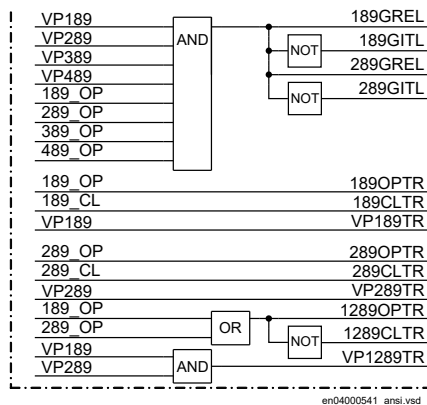 VP189 189GREL
VP289 AND 189GITL
VP389 NOT 289GREL
VP489 289GITL
189_OP NOT
289_OP
389_OP
489_OP
189_OP 189OPTR
189_CL 189CLTR
VP189 VP189TR
289_OP 289OPTR
289_CL 289CLTR
VP289 VP289TR
189_OP 1289OPTR
289_OP OR 1289CLTR
VP189 NOT VP1289TR
VP289 AND
en04000541_ansi.vsd